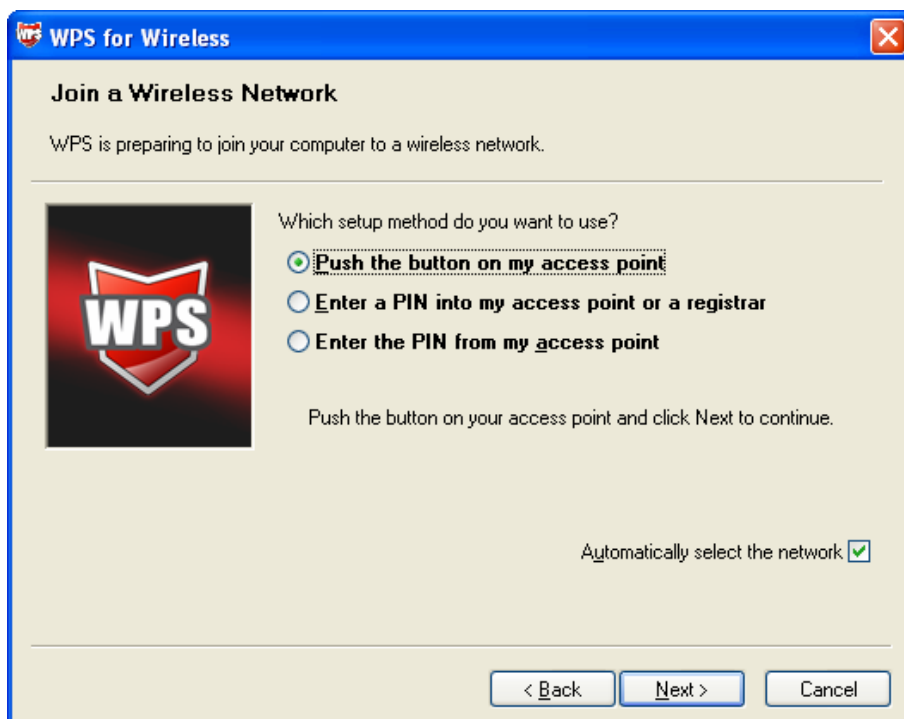 WPS for Wireless
Join a Wireless Network
WPS is preparing to join your computer to a wireless network.
Which setup method do you want to use?
Push the button on my access point
Enter a PIN into my access point or a registrar
Enter the PIN from my access point
WPS
Push the button on your access point and click Next to continue.
Automatically select the network
< Back
Next >
Cancel